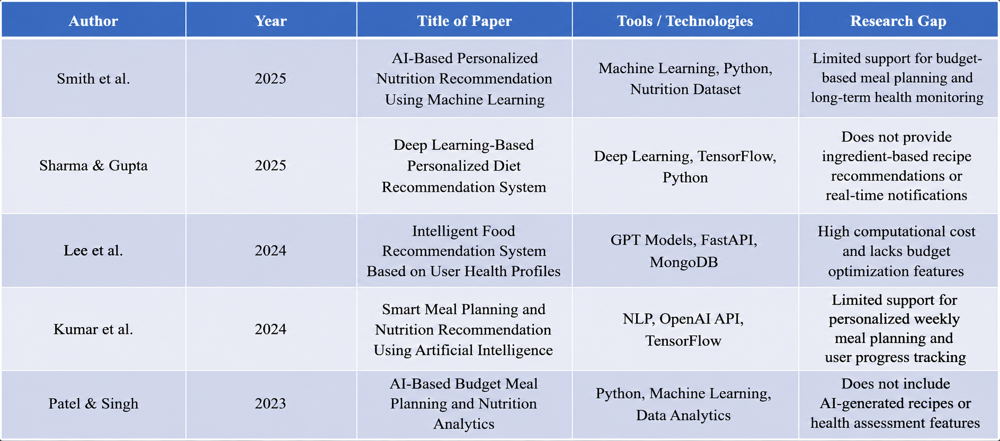 Author Year Title of Paper Tools / Technologies Research Gap
Smith et al.
2025
AI-Based Personalized
Nutrition Recommendation
Using Machine Learning
Machine Learning, Python,
Nutrition Dataset
Limited support for budget-
based meal planning and
long-term health monitoring
Sharma & Gupta
2025
Deep Learning-Based
Personalized Diet
Recommendation System
Deep Learning, TensorFlow,
Python
Does not provide
ingredient-based recipe
recommendations or
real-time notifications
Lee et al.
2024
Intelligent Food
Recommendation System
Based on User Health Profiles
GPT Models, FastAPI,
MongoDB
High computational cost
and lacks budget
optimization features
Kumar et al.
2024
Smart Meal Planning and
Nutrition Recommendation
Using Artificial Intelligence
NLP, OpenAI API,
TensorFlow
Limited support for
personalized weekly
meal planning and
user progress tracking
Patel & Singh
2023
AI-Based Budget Meal
Planning and Nutrition
Analytics
Python, Machine Learning,
Data Analytics
Does not include
AI-generated recipes or
health assessment features